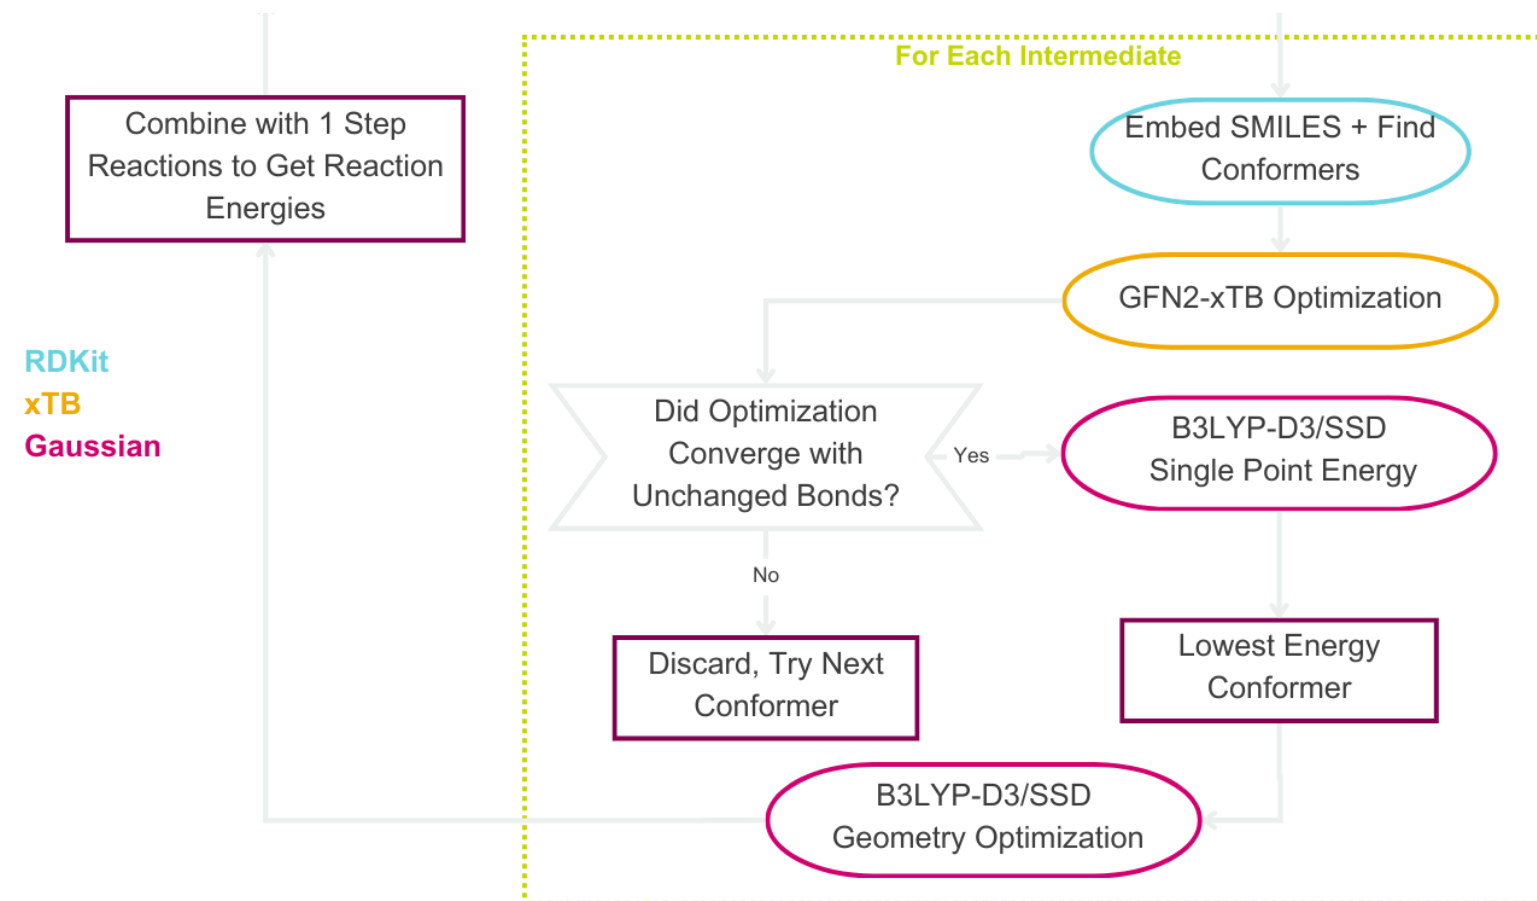 For Each Intermediate
Combine with 1 Step
Reactions to Get Reaction
Energies
Embed SMILES + Find
Conformers
GFN2-xTB Optimization
RDKit
xTB
Gaussian
Did Optimization
Converge with
Unchanged Bonds?
Yes
B3LYP-D3/SSD
Single Point Energy
No
Discard, Try Next
Conformer
Lowest Energy
Conformer
B3LYP-D3/SSD
Geometry Optimization